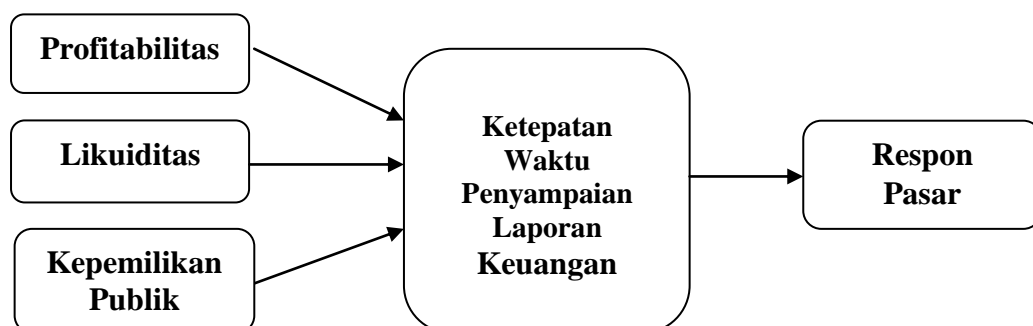 Profitabilitas
Likuiditas
Kepemilikan
Publik
Ketepatan
Waktu
Penyampaian
Laporan
Keuangan
Respon
Pasar